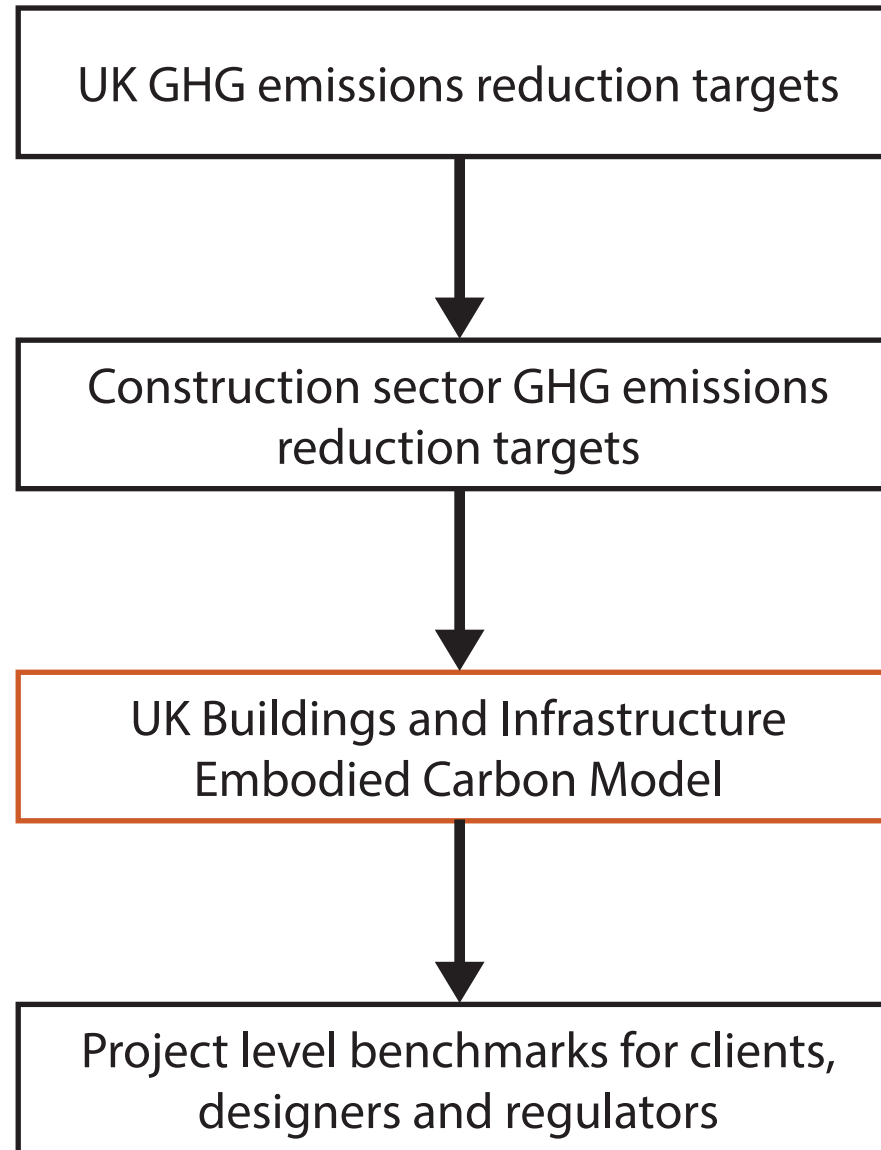 UK GHG emissions reduction targets
Construction sector GHG emissions
reduction targets
UK Buildings and Infrastructure
Embodied Carbon Model
Project level benchmarks for clients,
designers and regulators